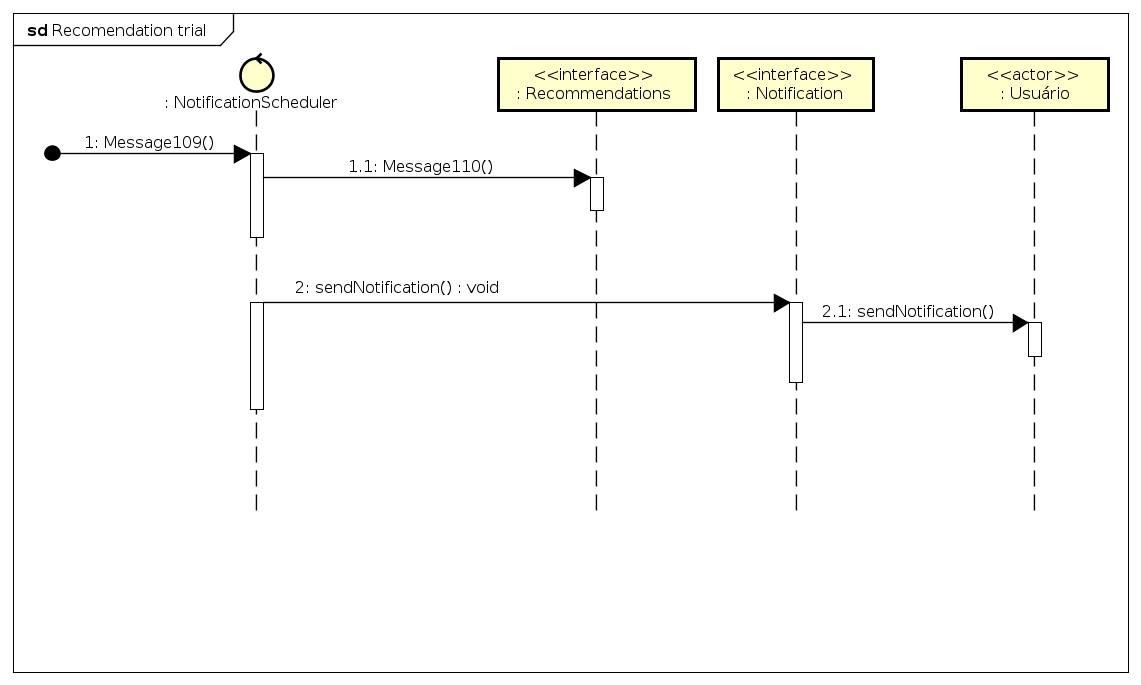 sd Recomendation trial
: NotificationScheduler
<<interface>>
: Recommendations
<<interface>>
: Notification
<<actor>>
: Usuário
1: Message109()
1.1: Message110()
2: sendNotification() : void
2.1: sendNotification()